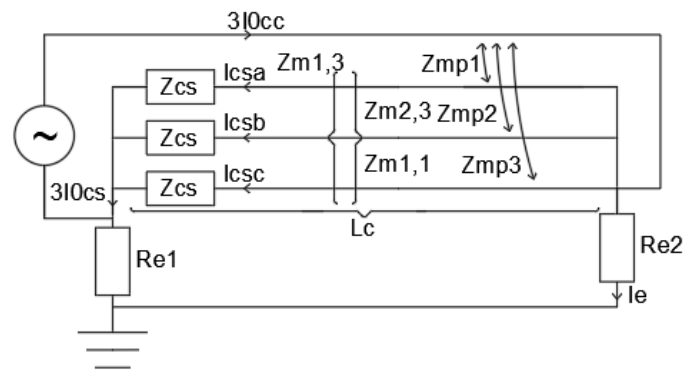 3I0cc
Zcs
Icsa
Zm1,3
Zmp1
Zcs
Icsb
Zm2,3
Zmp2
~
Zcs
Icsc
Zm1,1
Zmp3
3I0cs
Lc
Re1
Re2
Ie